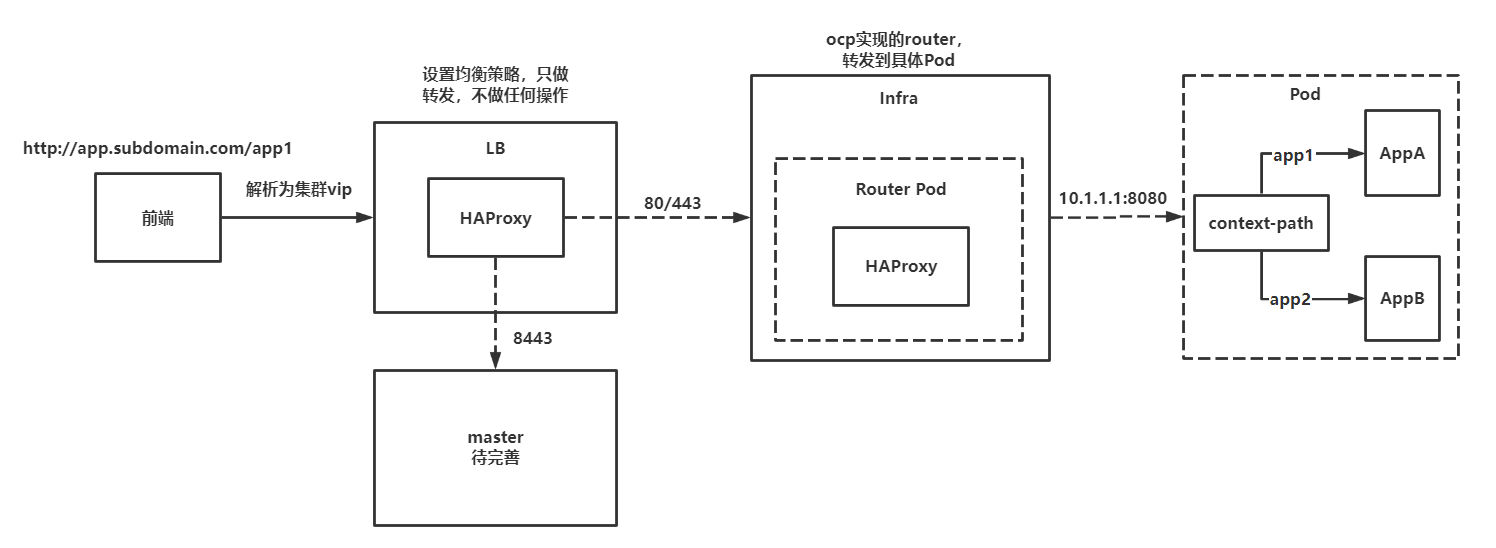 http://app.subdomain.com/app1
前端
解析为集群vip
设置均衡策略，只做
转发，不做任何操作
LB
HAProxy
80/443
8443
master
待完善
ocp实现的router，
转发到具体Pod
Infra
Router Pod
HAProxy
10.1.1.1:8080
Pod
context-path
app1
AppA
app2
AppB